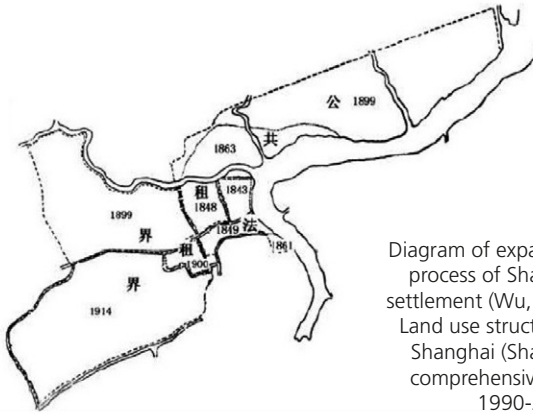 公 1899
共
1863
租
1848
1843
1899
界
租
1849
法
1861
1900
界
1914
Diagram of expa
process of Sha
settlement (Wu,
Land use struct
Shanghai (Sha
comprehensiv
1990-